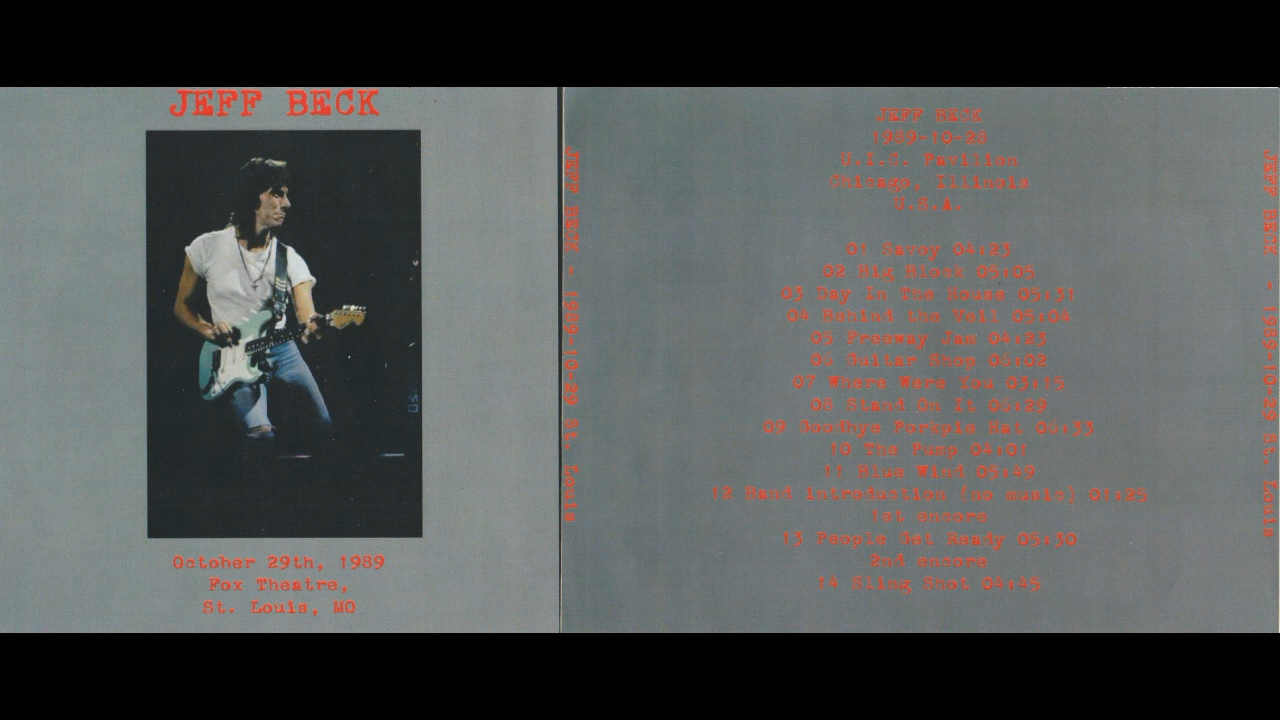 JEFF BECK
October 29th, 1989
Fox Theatre,
St. Louis, MO
JEFF BECK - 1989-10-29 St. Louis
JEFF BECK
1989-10-28
U.I.C. Pavilion
Chicago, Illinois
U.S.A.
01 Savoy 04:23
02 Big Block 05:05
03 Day In The House 05:31
04 Behind the Veil 05:04
05 Freeway Jam 04:23
06 Guitar Shop 06:02
07 Where Were You 03:15
08 Stand On It 06:29
09 Goodbye Porkpie Hat 06:33
10 The Pump 04:01
11 Blue Wind 05:49
12 Band introduction (no music) 01:25
1st encore
13 People Get Ready 05:30
2nd encore
14 Sling Shot 04:45
JEFF BECK - 1989-10-29 St. Louis